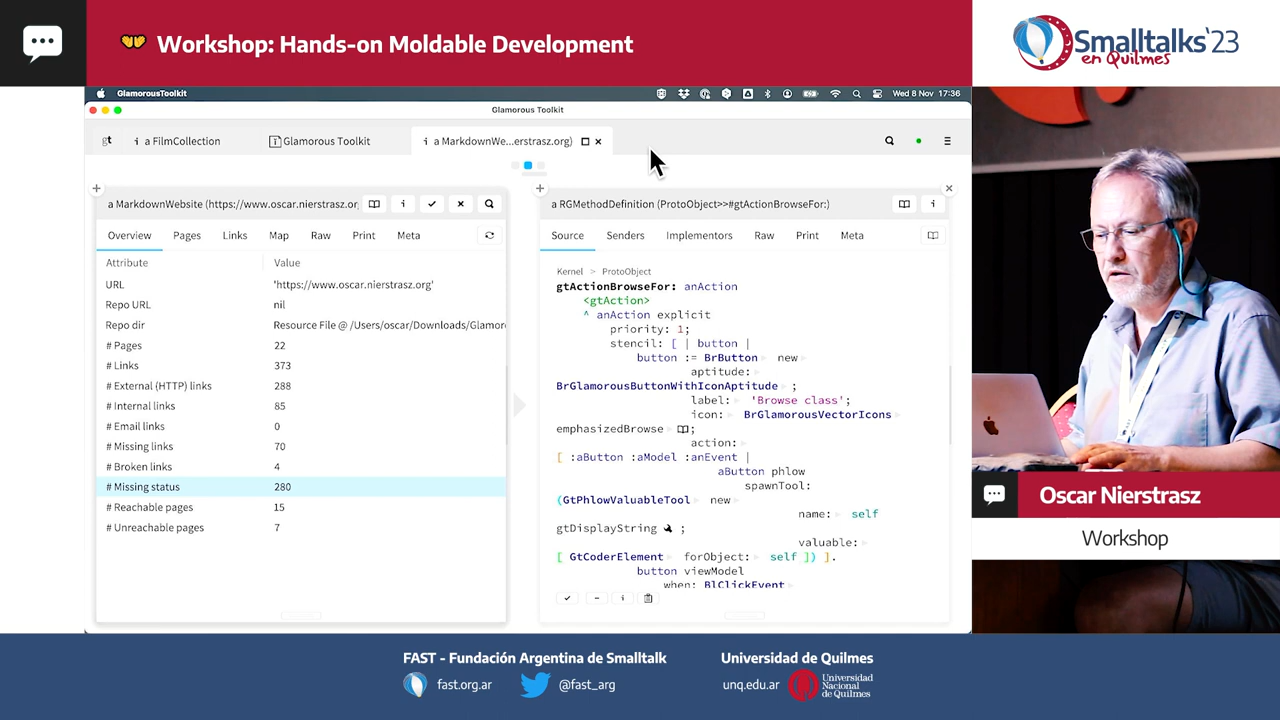 Workshop: Hands-on Moldable Development
Smalltalks'23
en Quilmes
GlamorousToolkit
Wed 8 Nov 17:36
Glamorous Toolkit
gt
i a FilmCollection
Glamorous Toolkit
i a MarkdownWe...erstrasz.org)
a MarkdownWebsite (https://www.oscar.nierstrasz.or
Overview Pages Links Map Raw Print Meta
Attribute Value
URL 'https://www.oscar.nierstrasz.org'
Repo URL nil
Repo dir Resource File @ /Users/oscar/Downloads/Glamor
# Pages 22
# Links 373
# External (HTTP) links 288
# Internal links 85
# Email links 0
# Missing links 70
# Broken links 4
# Missing status 280
# Reachable pages 15
# Unreachable pages 7
a RGMethodDefinition (ProtoObject>>#gtActionBrowseFor:)
Source Senders Implementors Raw Print Meta
Kernel > ProtoObject
gtActionBrowseFor: anAction
<gtAction>
^ anAction explicit
priority: 1;
stencil: [ | button |
button := BrButton new
aptitude:
BrGlamorousButtonWithIconAptitude ;
label: 'Browse class';
icon: BrGlamorousVectorIcons
emphasizedBrowse ;
action:
[ :aButton :aModel :anEvent |
aButton phlow
spawnTool:
(GtPhlowValuableTool new
name: self
gtDisplayString ;
valuable:
[ GtCoderElement forObject: self ]) ].
button viewModel
when: BlClickEvent
Oscar Nierstrasz
Workshop
FAST - Fundación Argentina de Smalltalk
fast.org.ar @fast_arg
Universidad de Quilmes
unq.edu.ar
Universidad
Nacional
de Quilmes